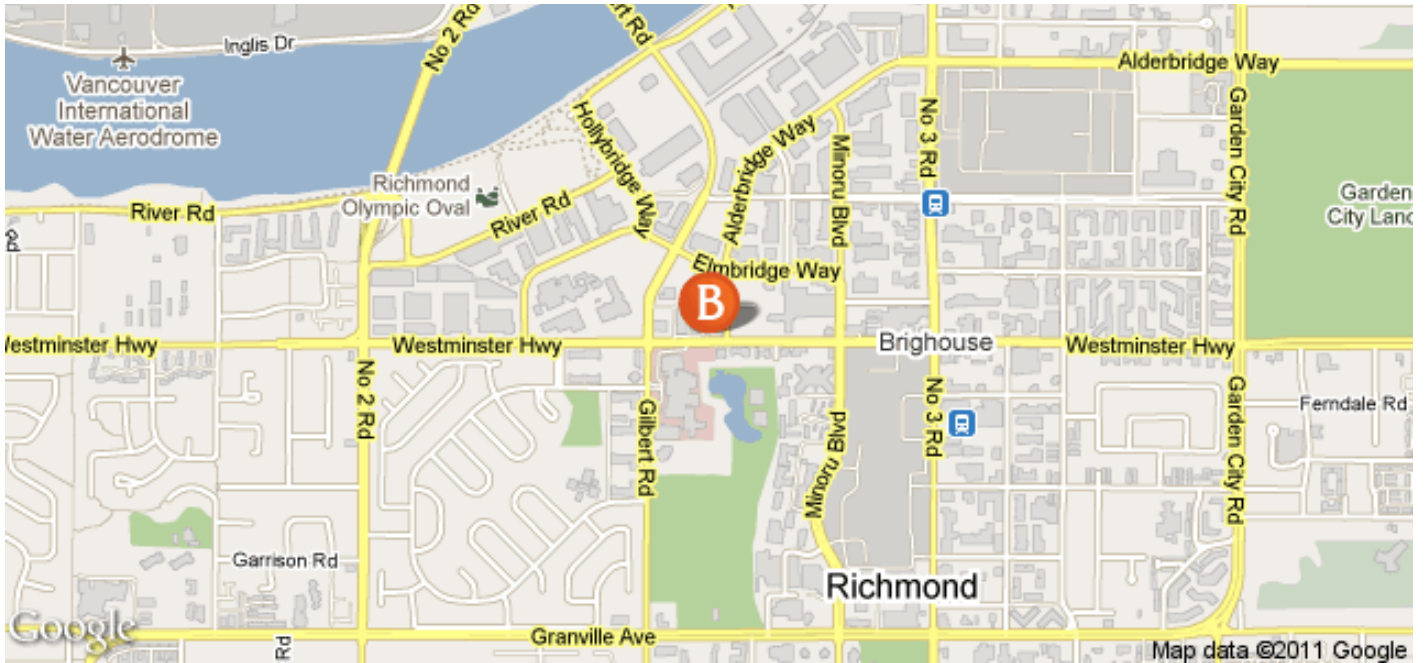 Inglis Dr
No 2 Rd
Rd
Alderbridge Way
Vancouver
International
Water Aerodrome
Hollybridge Way
No 3 Rd
Garden City Rd
Alderbridge Way
Minoru Blvd
Richmond
Olympic Oval
River Rd
River Rd
Garden
City Land
Elmbridge Way
B
Westminster Hwy
Westminster Hwy
Brighouse
Westminster Hwy
No 2 Rd
Gilbert Rd
Minoru Blvd
No 3 Rd
Garden City Rd
Ferndale Rd
Garrison Rd
Richmond
Google
Rd
Granville Ave
Map data ©2011 Google